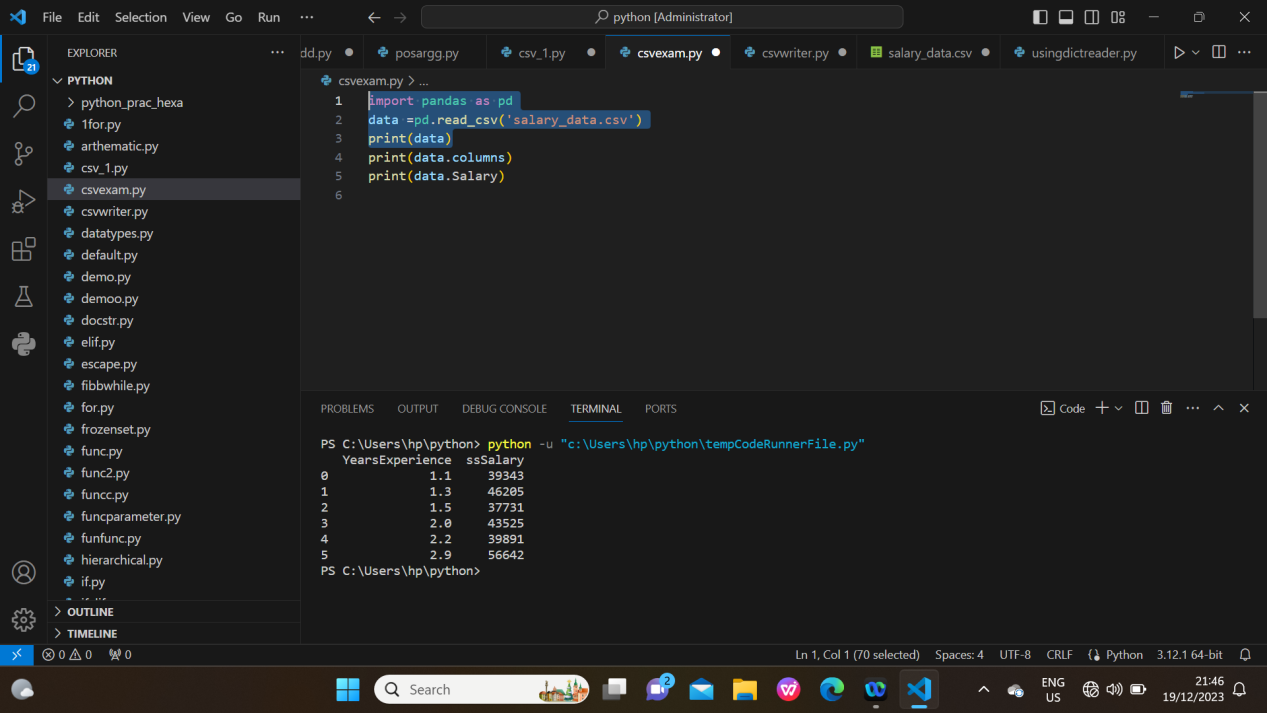 File Edit Selection View Go Run ··· python [Administrator]
EXPLORER ···
dd.py posargg.py csv_1.py csvexam.py csvwriter.py salary_data.csv usingdictreader.py ···
PYTHON
python_prac_hexa
1for.py
arthematic.py
csv_1.py
csvexam.py
csvwriter.py
datatypes.py
default.py
demo.py
demoo.py
docstr.py
elif.py
escape.py
fibbwhile.py
for.py
frozenset.py
func.py
func2.py
funcc.py
funcparameter.py
funfunc.py
hierarchical.py
if.py
OUTLINE
TIMELINE
21
csvexam.py > ...
1 import pandas as pd
2 data =pd.read_csv('salary_data.csv')
3 print(data)
4 print(data.columns)
5 print(data.Salary)
6
PROBLEMS OUTPUT DEBUG CONSOLE TERMINAL PORTS Code ···
PS C:\Users\hp\python> python -u "c:\Users\hp\python\tempCodeRunnerFile.py"
YearsExperience ssSalary
0 1.1 39343
1 1.3 46205
2 1.5 37731
3 2.0 43525
4 2.2 39891
5 2.9 56642
PS C:\Users\hp\python>
0 0 0 Ln 1, Col 1 (70 selected) Spaces: 4 UTF-8 CRLF Python 3.12.1 64-bit
Search 2 ENG 21:46
US 19/12/2023